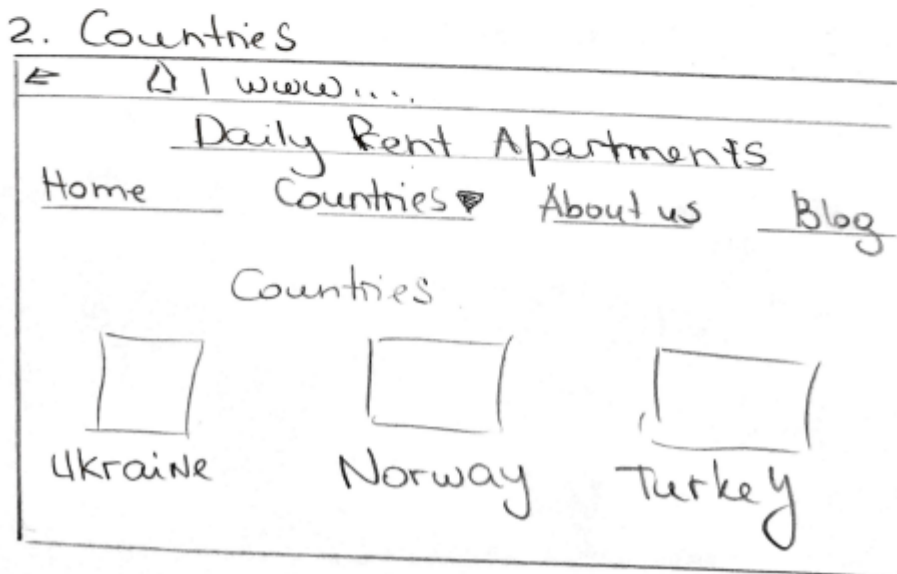 2. Countries
| www....
Daily Rent Apartments
Home Countries About us Blog
Countries
Ukraine Norway Turkey